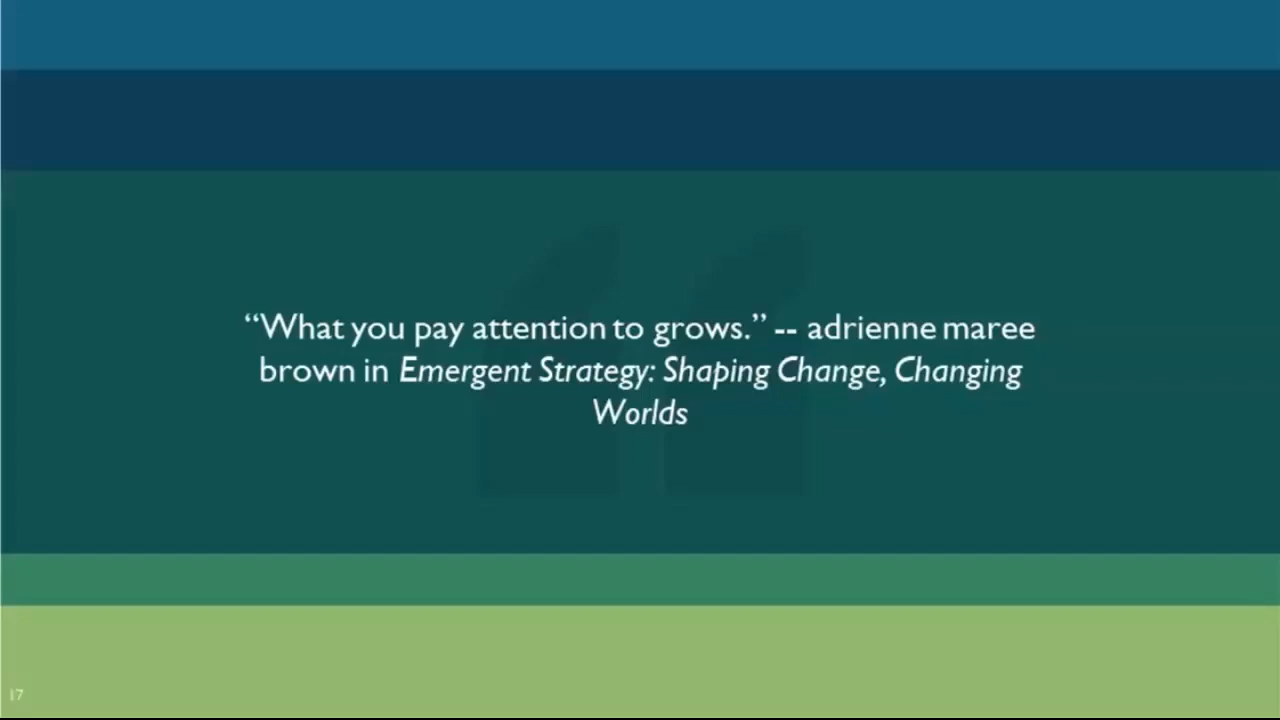 “What you pay attention to grows.” -- adrienne maree
brown in Emergent Strategy: Shaping Change, Changing
Worlds
17